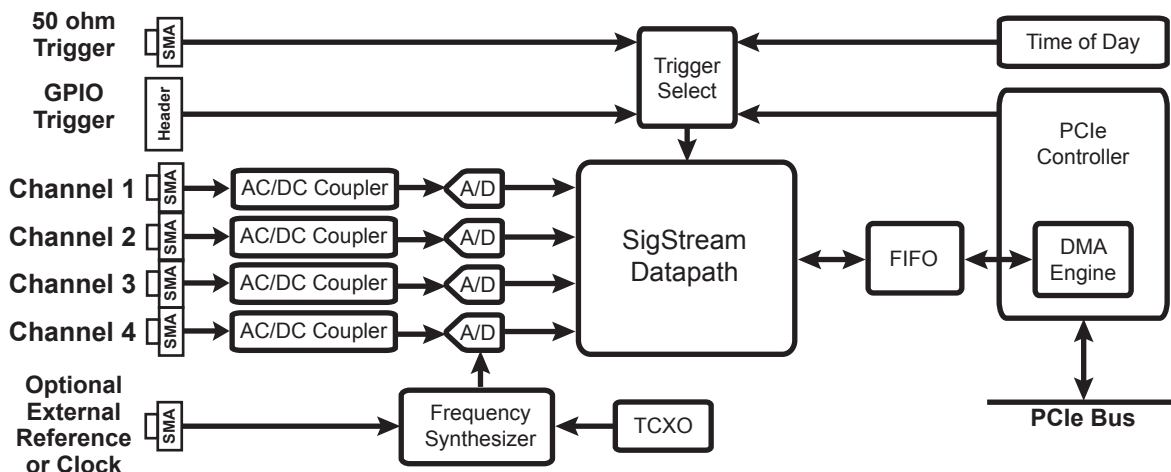 50 ohm
Trigger
SMA
Time of Day
Trigger
Select
GPIO
Trigger
Header
PCIe
Controller
Channel 1
SMA
AC/DC Coupler
A/D
Channel 2
SMA
AC/DC Coupler
A/D
SigStream
Datapath
FIFO
DMA
Engine
Channel 3
SMA
AC/DC Coupler
A/D
Channel 4
SMA
AC/DC Coupler
A/D
Optional
External
Reference
or Clock
SMA
Frequency
Synthesizer
TCXO
PCIe Bus